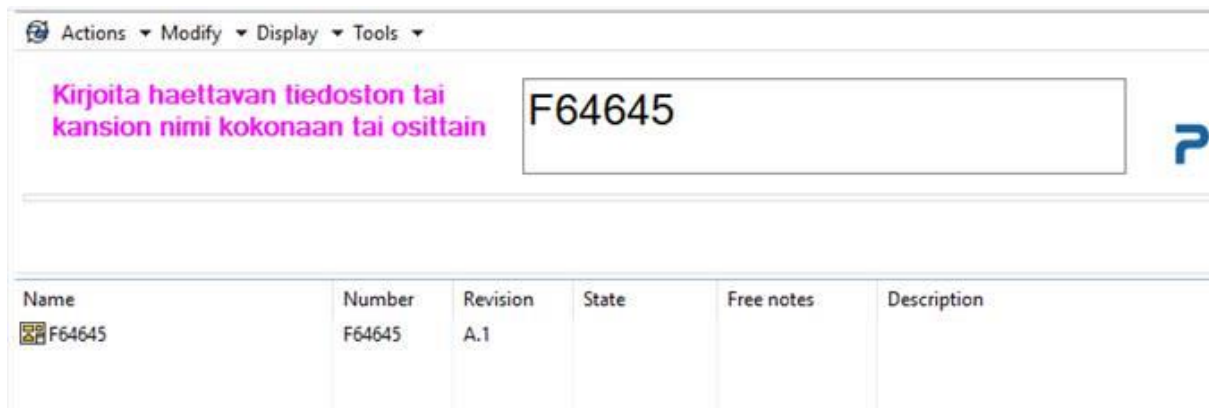 Actions Modify Display Tools
Kirjoita haettavan tiedoston tai
kansion nimi kokonaan tai osittain
F64645
Name Number Revision State Free notes Description
F64645 F64645 A.1